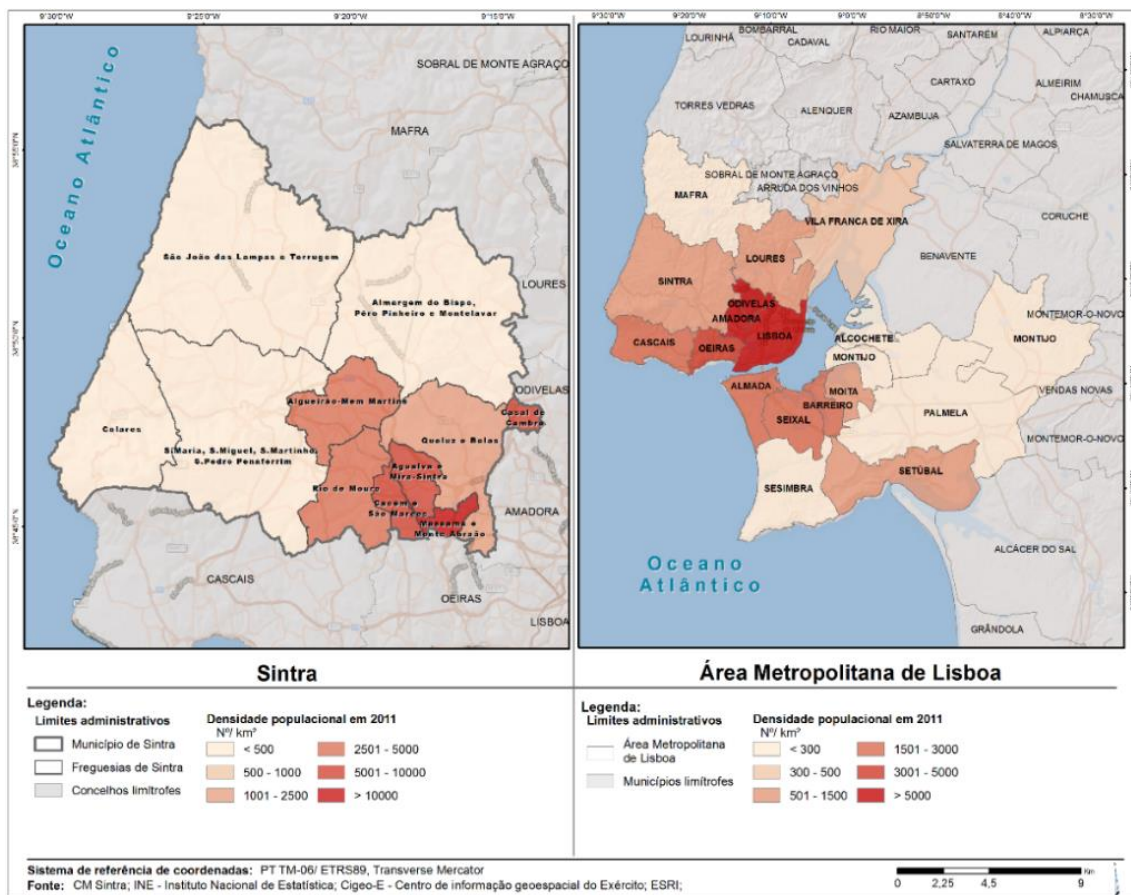 9°30'0"W
9°25'0"W
9°20'0"W
9°15'0"W
Oceano Atlântico
SOBRAL DE MONTE AGRAÇO
MAFRA
LOURES
São João das Lampas e Terrugem
Almargem do Bispo,
Pêro Pinheiro e Montelavar
ODIVELAS
Algueirão-Mem Martins
Casal de
Cambra
Colares
Queluz e Belas
S.Maria, S.Miguel, S.Martinho,
S.Pedro Penaferrim
Agualva e
Mira-Sintra
Rio de Mouro
Cacém e
São Marcos
Massamá e
Monte Abraão
AMADORA
CASCAIS
OEIRAS
LISBOA
38°50'0"N
38°45'0"N
9°30'0"W
9°20'0"W
9°10'0"W
9°0'0"W
8°50'0"W
8°40'0"W
8°30'0"W
BOMBARRAL
RIO MAIOR
SANTARÉM
ALPIARÇA
LOURINHÃ
CADAVAL
CARTAXO
ALMEIRIM
CHAMUSCA
TORRES VEDRAS
ALENQUER
AZAMBUJA
SALVATERRA DE MAGOS
SOBRAL DE MONTE AGRAÇO
ARRUDA DOS VINHOS
MAFRA
CORUCHE
VILA FRANCA DE XIRA
LOURES
BENAVENTE
SINTRA
ODIVELAS
MONTEMOR-O-NOVO
AMADORA
LISBOA
ALCOCHETE
MONTIJO
CASCAIS
OEIRAS
MONTIJO
ALMADA
MOITA
VENDAS NOVAS
BARREIRO
SEIXAL
PALMELA
MONTEMOR-O-NOVO
SETÚBAL
SESIMBRA
ALCÁCER DO SAL
Oceano
Atlântico
GRÂNDOLA
Sintra
Legenda:
Limites administrativos
Município de Sintra
Freguesias de Sintra
Concelhos limítrofes
Densidade populacional em 2011
Nº/ km²
< 500
500 - 1000
1001 - 2500
2501 - 5000
5001 - 10000
> 10000
Área Metropolitana de Lisboa
Legenda:
Limites administrativos
Área Metropolitana
de Lisboa
Municípios limítrofes
Densidade populacional em 2011
Nº/ km²
< 300
300 - 500
501 - 1500
1501 - 3000
3001 - 5000
> 5000
Sistema de referência de coordenadas: PT TM-06/ ETRS89, Transverse Mercator
Fonte: CM Sintra; INE - Instituto Nacional de Estatística; Cigeo-E - Centro de informação geoespacial do Exército; ESRI;
Km
0 2,25 4,5 9